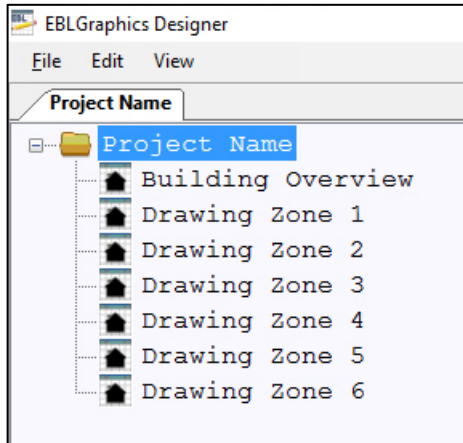 EBLGraphics Designer
File Edit View
Project Name
Project Name
Building Overview
Drawing Zone 1
Drawing Zone 2
Drawing Zone 3
Drawing Zone 4
Drawing Zone 5
Drawing Zone 6